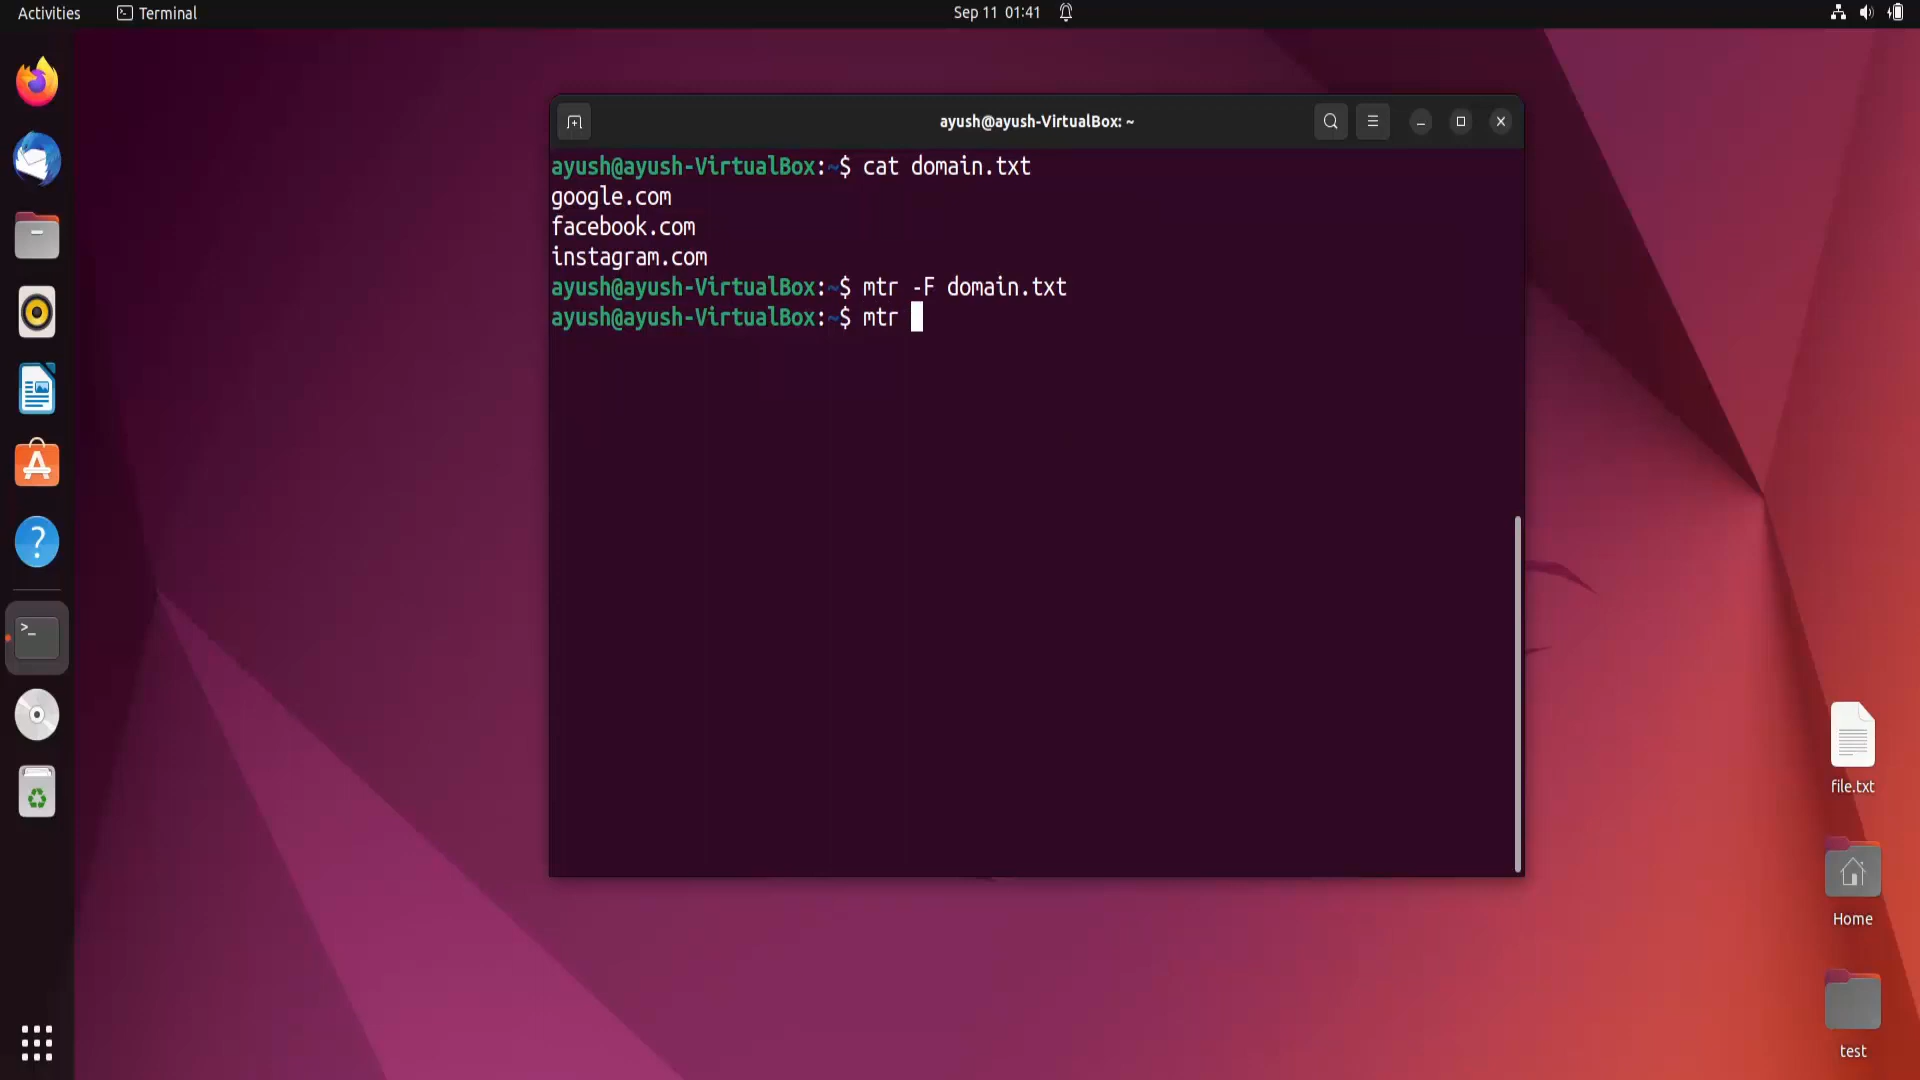 Activities
Terminal
Sep 11 01:41
ayush@ayush-VirtualBox: ~
ayush@ayush-VirtualBox:~$ cat domain.txt
google.com
facebook.com
instagram.com
ayush@ayush-VirtualBox:~$ mtr -F domain.txt
ayush@ayush-VirtualBox:~$ mtr
file.txt
Home
test